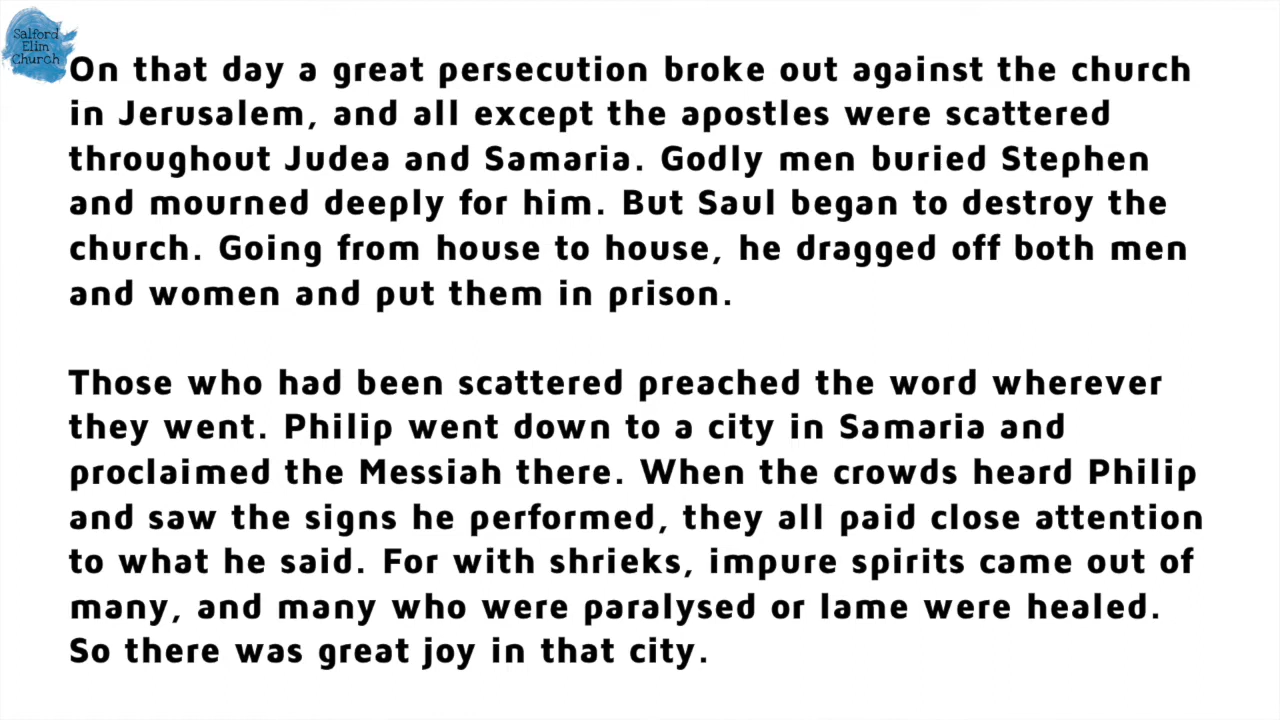 Salford
Elim
Church
On that day a great persecution broke out against the church
in Jerusalem, and all except the apostles were scattered
throughout Judea and Samaria. Godly men buried Stephen
and mourned deeply for him. But Saul began to destroy the
church. Going from house to house, he dragged off both men
and women and put them in prison.
Those who had been scattered preached the word wherever
they went. Philip went down to a city in Samaria and
proclaimed the Messiah there. When the crowds heard Philip
and saw the signs he performed, they all paid close attention
to what he said. For with shrieks, impure spirits came out of
many, and many who were paralysed or lame were healed.
So there was great joy in that city.